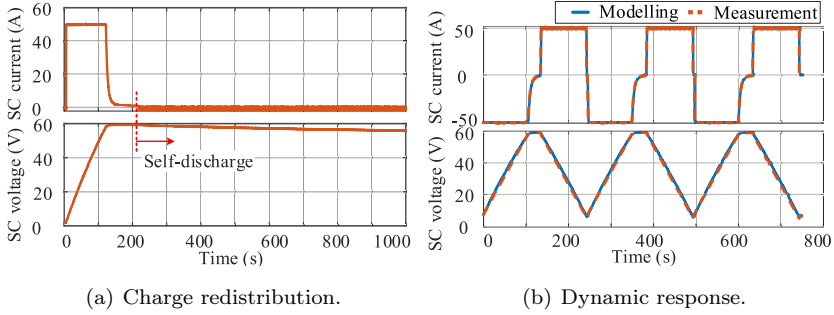 Modelling Measurement
SC current (A)
60
40
20
0
SC voltage (V)
60
40
20
0
Self-discharge
0 200 400 600 800 1000
Time (s)
(a) Charge redistribution.
SC current (A)
50
0
-50
SC voltage (V)
60
40
20
0
0 200 400 600 800
Time (s)
(b) Dynamic response.